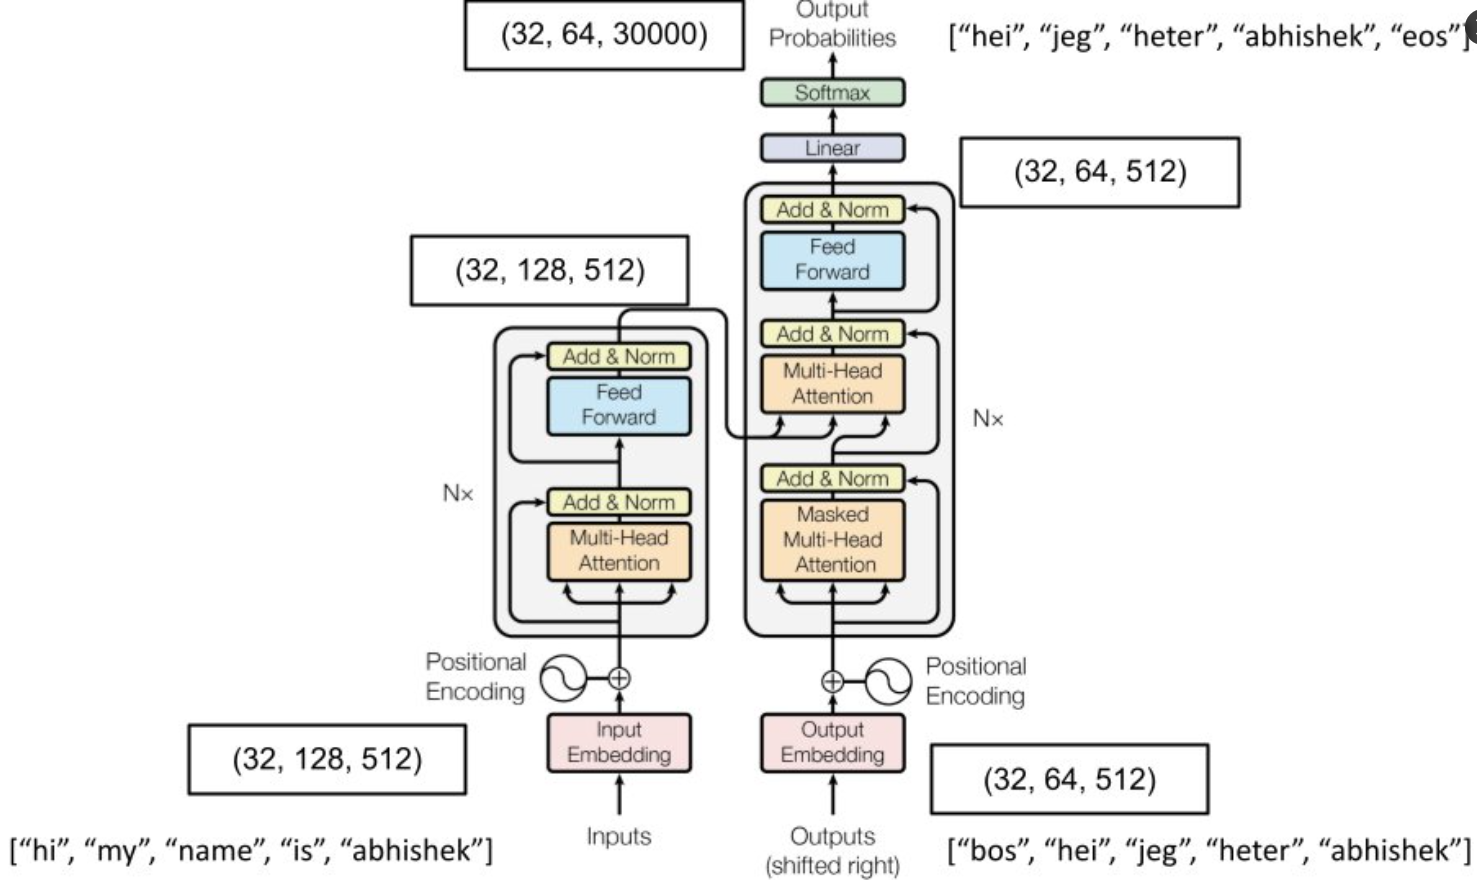 (32, 64, 30000)
Output
Probabilities
["hei", "jeg", "heter", "abhishek", "eos"]
Softmax
Linear
(32, 64, 512)
Add & Norm
Feed
Forward
(32, 128, 512)
Add & Norm
Multi-Head
Attention
Add & Norm
Feed
Forward
N×
Add & Norm
Masked
Multi-Head
Attention
N×
Add & Norm
Multi-Head
Attention
Positional
Encoding
Positional
Encoding
Input
Embedding
Output
Embedding
(32, 128, 512)
(32, 64, 512)
Inputs
Outputs
(shifted right)
["hi", "my", "name", "is", "abhishek"]
["bos", "hei", "jeg", "heter", "abhishek"]